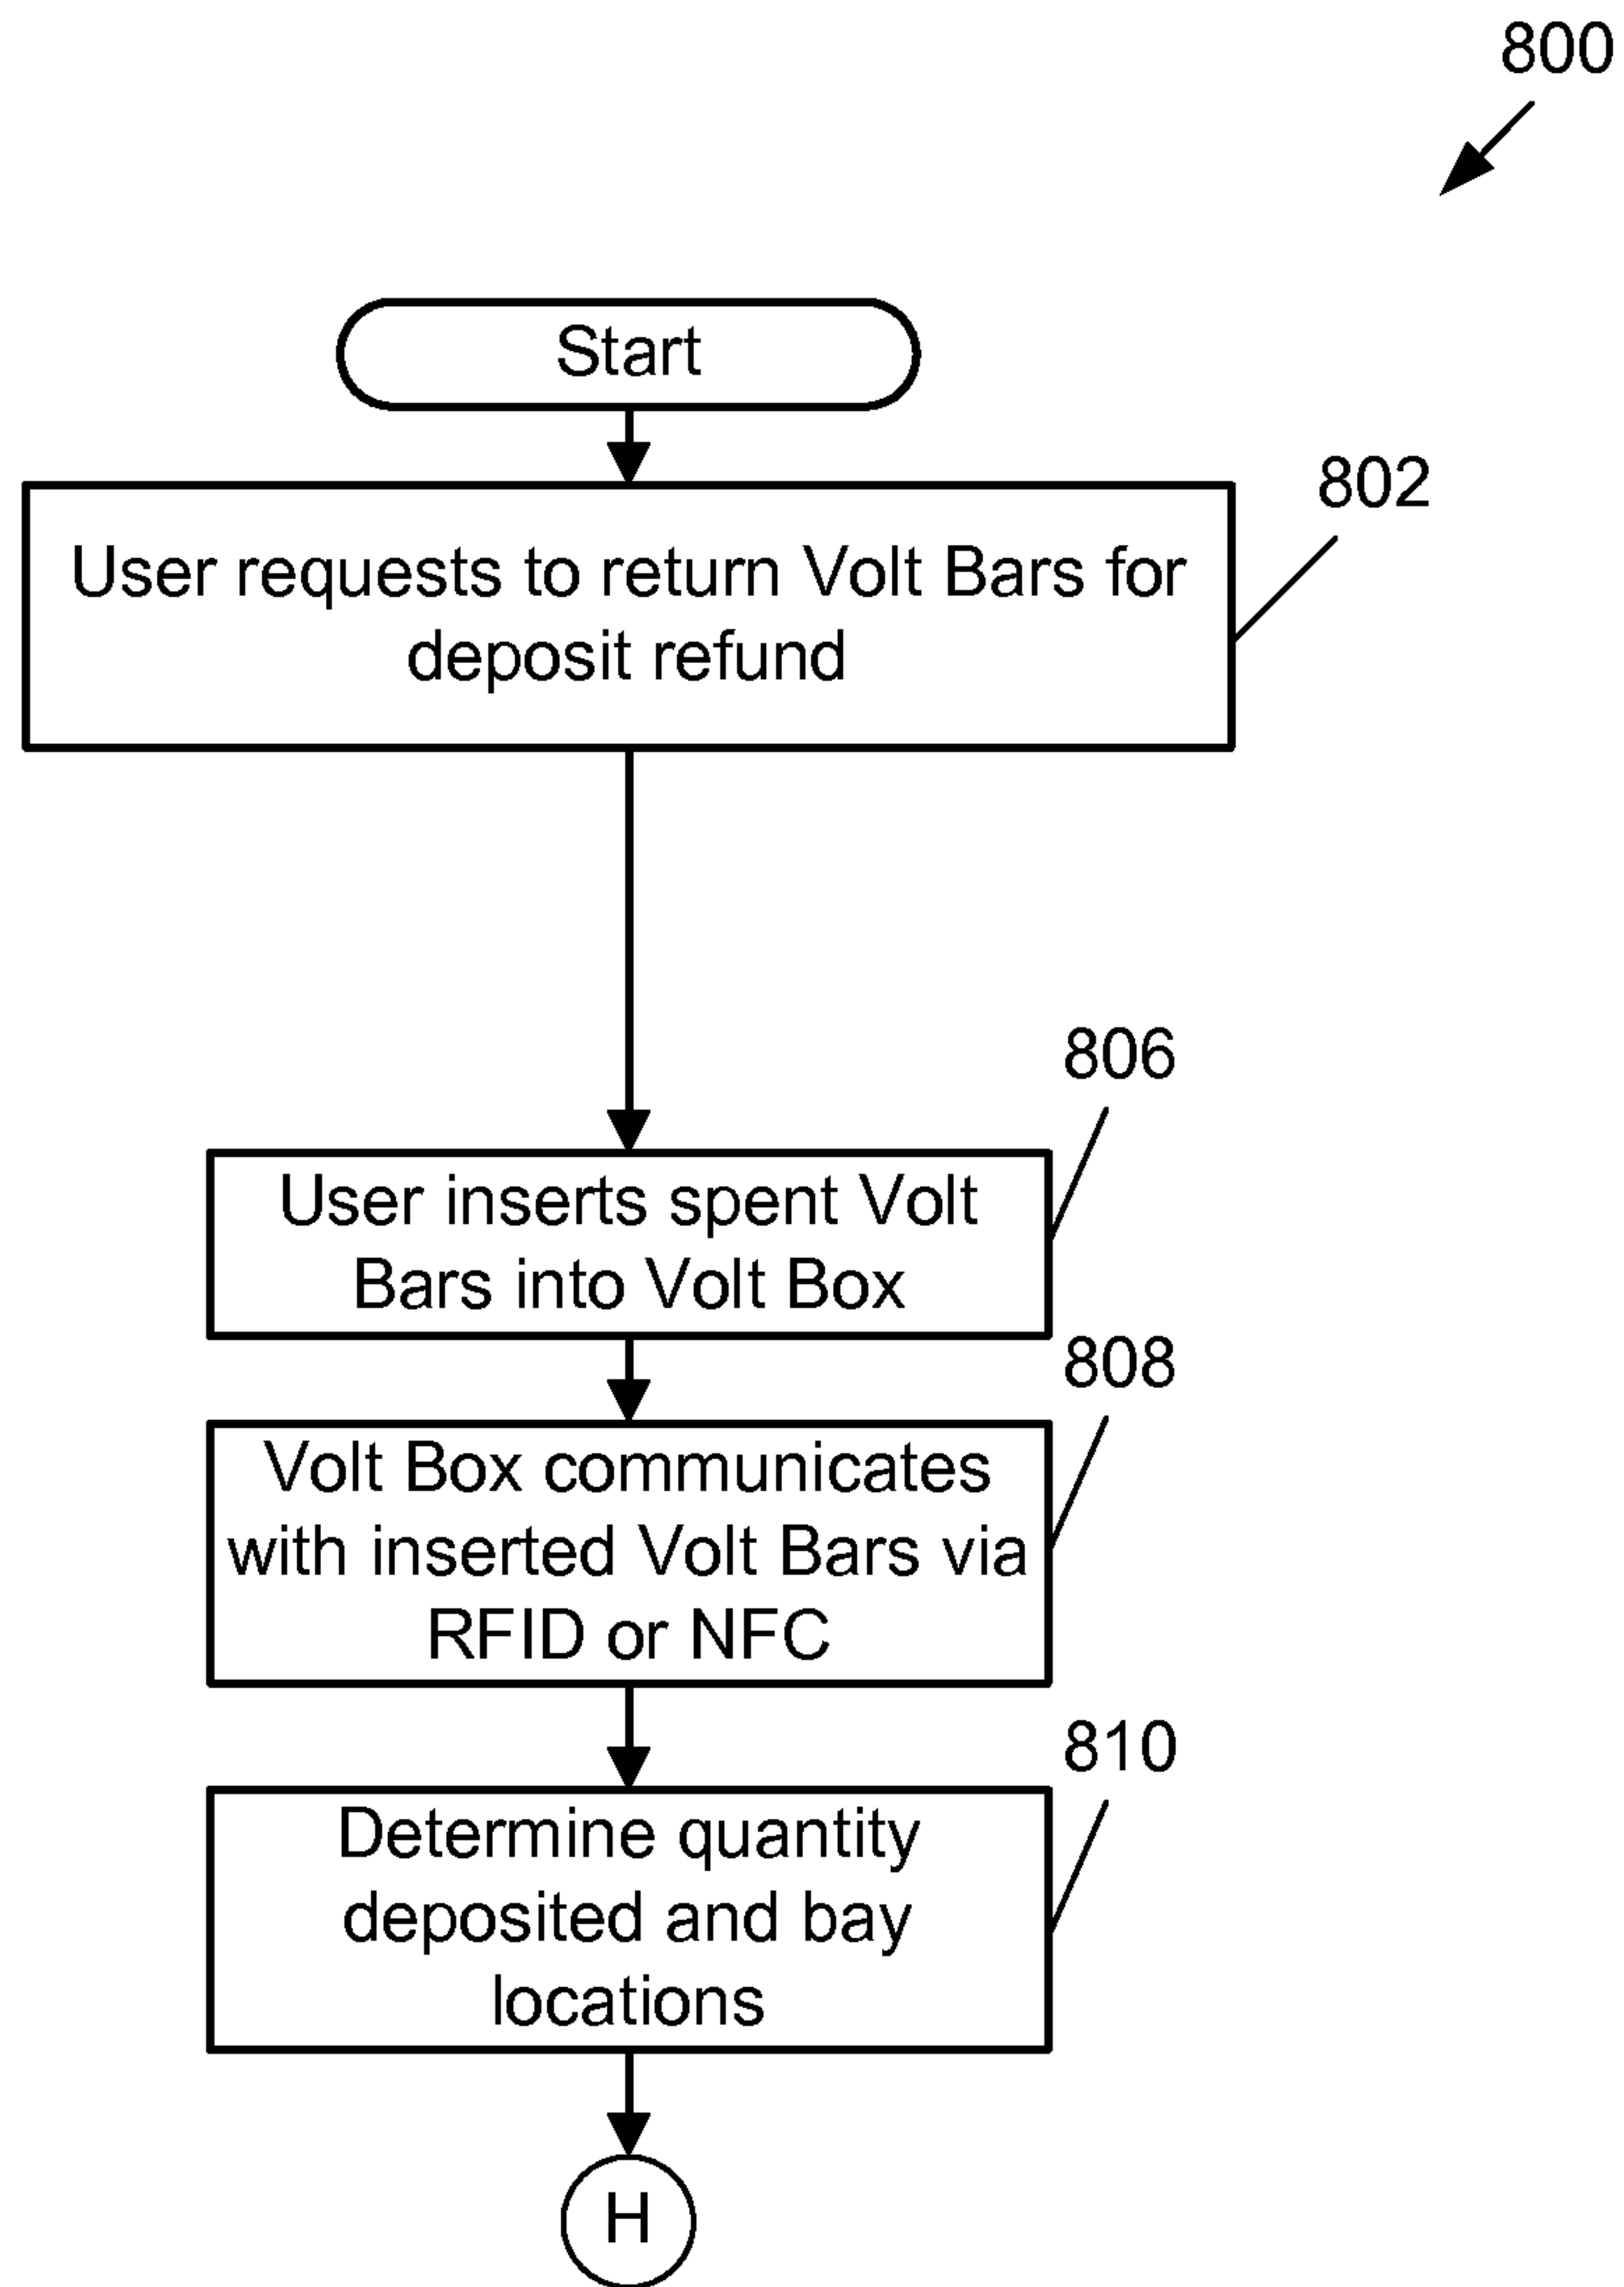 800
Start
802
User requests to return Volt Bars for
deposit refund
806
User inserts spent Volt
Bars into Volt Box
808
Volt Box communicates
with inserted Volt Bars via
RFID or NFC
810
Determine quantity
deposited and bay
locations
H